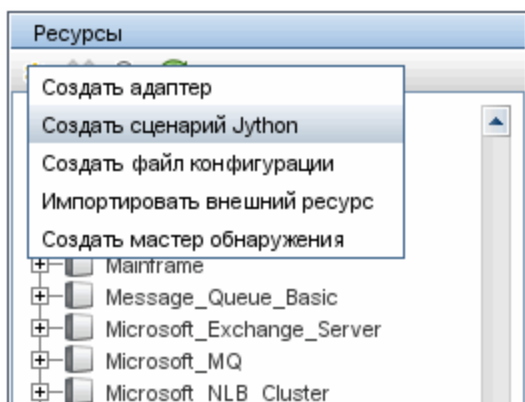 Ресурсы
Создать адаптер
Создать сценарий Jython
Создать файл конфигурации
Импортировать внешний ресурс
Создать мастер обнаружения
Mainframe
Message_Queue_Basic
Microsoft_Exchange_Server
Microsoft_MQ
Microsoft_NLB_Cluster